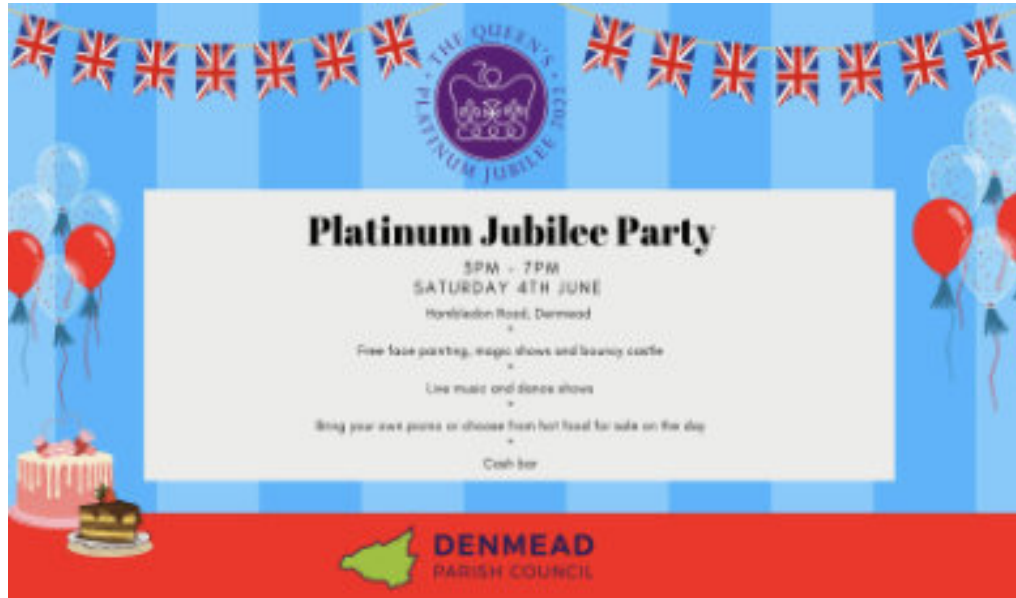 THE QUEEN'S PLATINUM JUBILEE 2022
70
Platinum Jubilee Party
3PM - 7PM
SATURDAY 4TH JUNE
Hambledon Road, Denmead
Free face painting, magic shows and bouncy castle
Live music and dance shows
Bring your own picnic or choose from hot food for sale on the day
Cash bar
DENMEAD
PARISH COUNCIL